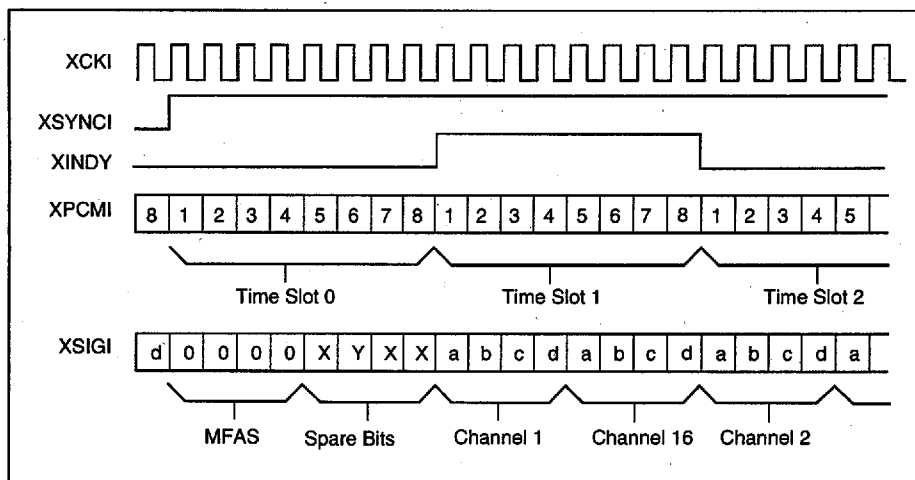 XCKI
XSYNCI
XINDY
XPCMI 8 1 2 3 4 5 6 7 8 1 2 3 4 5 6 7 8 1 2 3 4 5
Time Slot 0 Time Slot 1 Time Slot 2
XSIGI d 0 0 0 0 X Y X X a b c d a b c d a b c d a
MFAS Spare Bits Channel 1 Channel 16 Channel 2